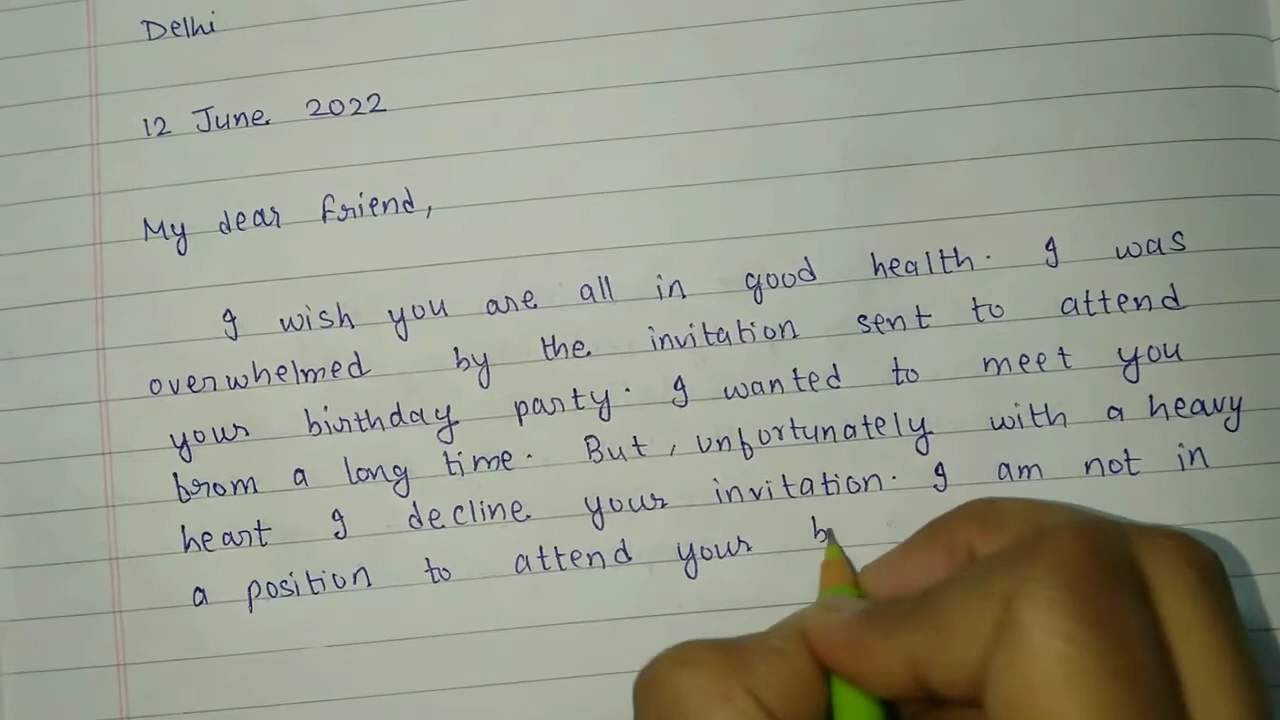 Delhi
12 June 2022
My dear friend,
I wish you are all in good health. I was
overwhelmed by the invitation sent to attend
your birthday party. I wanted to meet you
from a long time. But, unfortunately with a heavy
heart I decline your invitation. I am not in
a position to attend your b